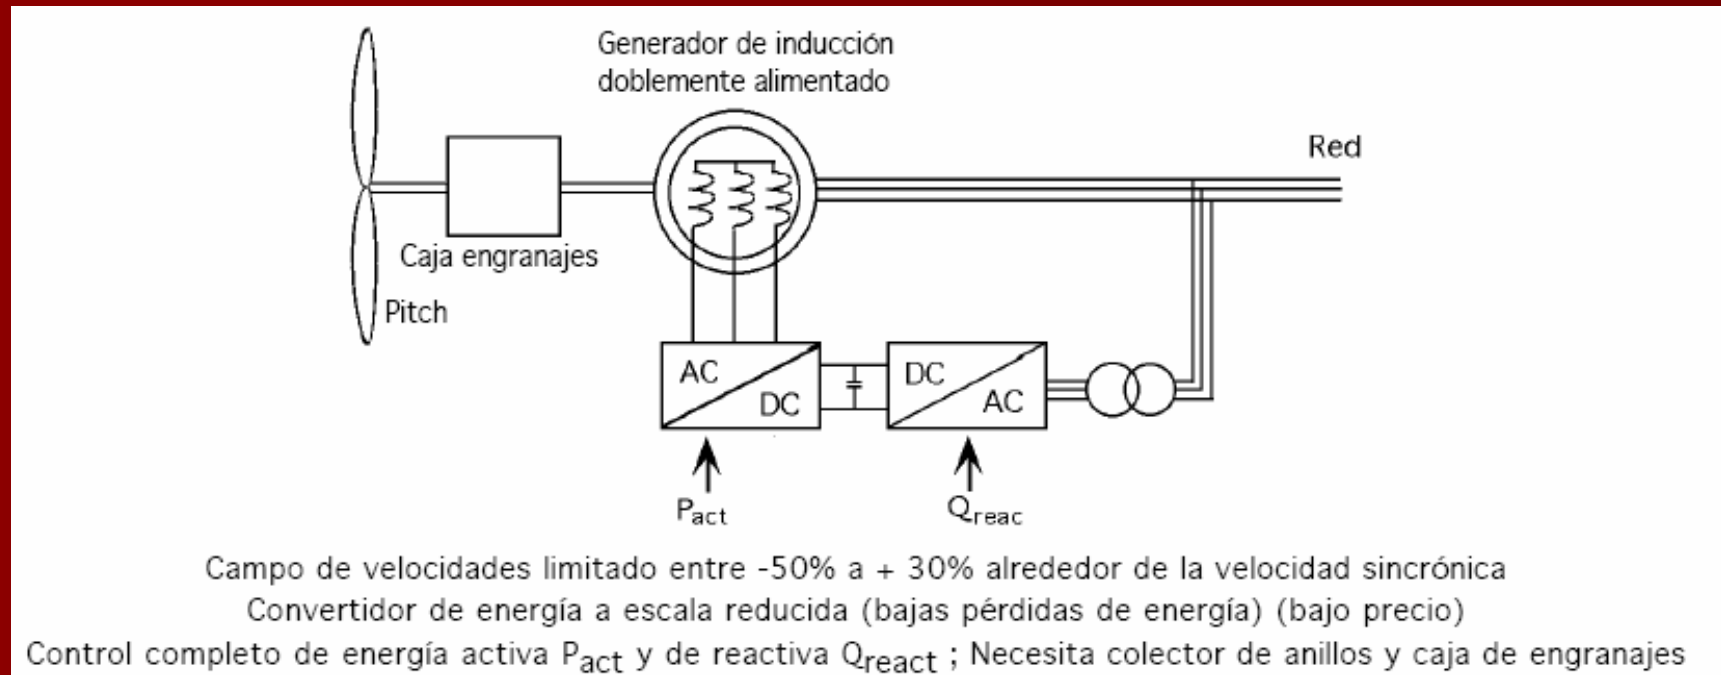 Generador de inducción
doblemente alimentado
Red
Caja engranajes
Pitch
AC
DC
DC
AC
Pact
Qreac
Campo de velocidades limitado entre -50% a + 30% alrededor de la velocidad sincrónica
Convertidor de energía a escala reducida (bajas pérdidas de energía) (bajo precio)
Control completo de energía activa Pact y de reactiva Qreact ; Necesita colector de anillos y caja de engranajes